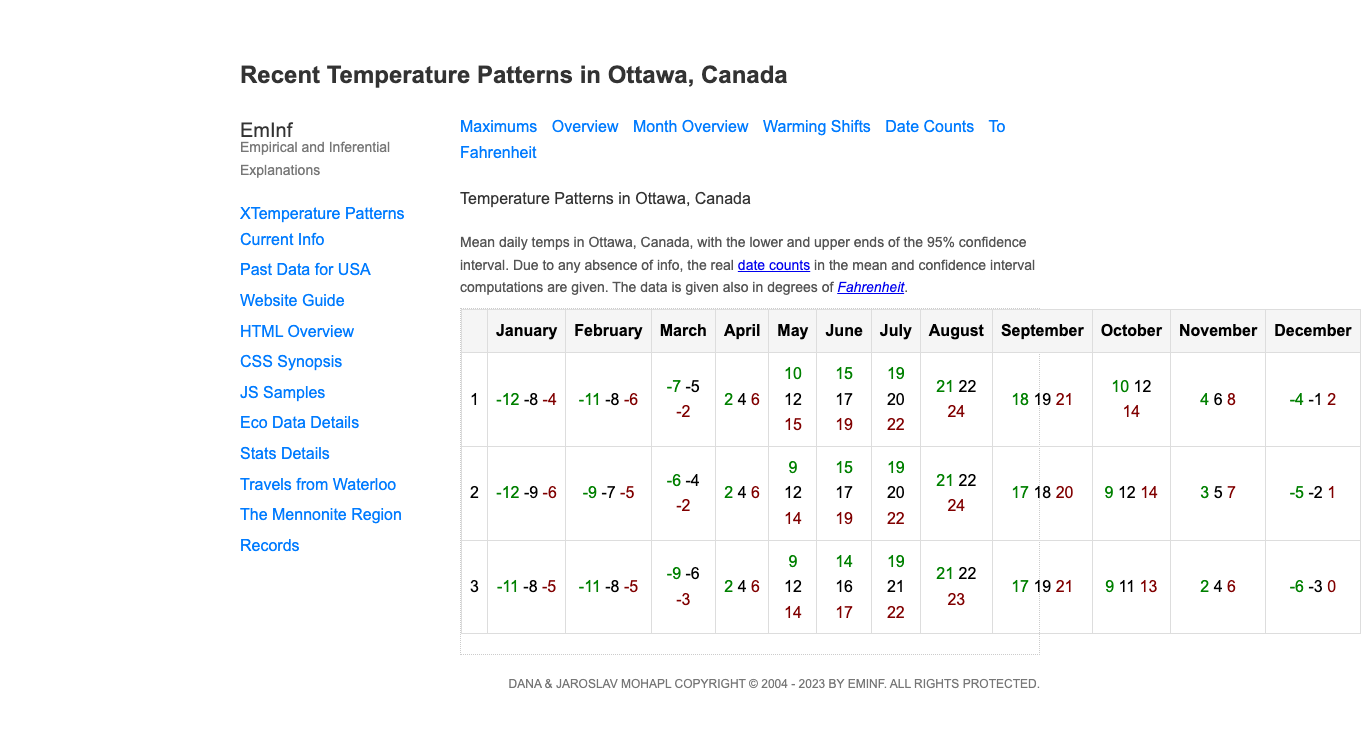 Recent Temperature Patterns in Ottawa, Canada
EmInf
Empirical and Inferential
Explanations
XTemperature Patterns
Current Info
Past Data for USA
Website Guide
HTML Overview
CSS Synopsis
JS Samples
Eco Data Details
Stats Details
Travels from Waterloo
The Mennonite Region
Records
Maximums Overview Month Overview Warming Shifts Date Counts To
Fahrenheit
Temperature Patterns in Ottawa, Canada
Mean daily temps in Ottawa, Canada, with the lower and upper ends of the 95% confidence
interval. Due to any absence of info, the real date counts in the mean and confidence interval
computations are given. The data is given also in degrees of Fahrenheit.
January February March April May June July August September October November December
1 -12 -8 -4 -11 -8 -6 -7 -5 -2 2 4 6 10 12 15 15 17 19 19 20 22 21 22 24 18 19 21 10 12 14 4 6 8 -4 -1 2
2 -12 -9 -6 -9 -7 -5 -6 -4 -2 2 4 6 9 12 14 15 17 19 19 20 22 21 22 24 17 18 20 9 12 14 3 5 7 -5 -2 1
3 -11 -8 -5 -11 -8 -5 -9 -6 -3 2 4 6 9 12 14 14 16 17 19 21 22 21 22 23 17 19 21 9 11 13 2 4 6 -6 -3 0
DANA & JAROSLAV MOHAPL COPYRIGHT © 2004 - 2023 BY EMINF. ALL RIGHTS PROTECTED.